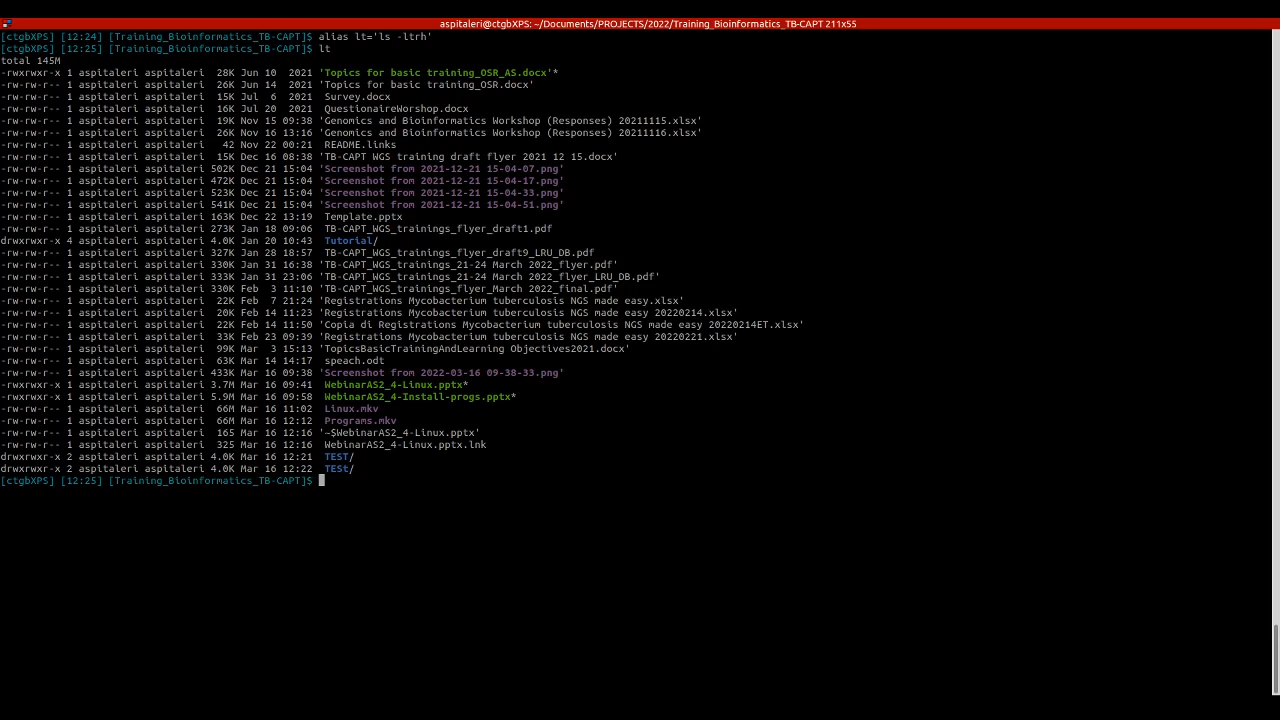 aspitaleri@ctgbXPS: ~/Documents/PROJECTS/2022/Training_Bioinformatics_TB-CAPT 211x55
[ctgbXPS] [12:24] [Training_Bioinformatics_TB-CAPT]$ alias lt='ls -ltrh'
[ctgbXPS] [12:25] [Training_Bioinformatics_TB-CAPT]$ lt
total 145M
-rwxrwxr-x 1 aspitaleri aspitaleri  28K Jun 10  2021 'Topics for basic training_OSR_AS.docx'*
-rw-rw-r-- 1 aspitaleri aspitaleri  26K Jun 14  2021 'Topics for basic training_OSR.docx'
-rw-rw-r-- 1 aspitaleri aspitaleri  15K Jul  6  2021  Survey.docx
-rw-rw-r-- 1 aspitaleri aspitaleri  16K Jul 20  2021  QuestionaireWorshop.docx
-rw-rw-r-- 1 aspitaleri aspitaleri  19K Nov 15 09:38 'Genomics and Bioinformatics Workshop (Responses) 20211115.xlsx'
-rw-rw-r-- 1 aspitaleri aspitaleri  26K Nov 16 13:16 'Genomics and Bioinformatics Workshop (Responses) 20211116.xlsx'
-rw-rw-r-- 1 aspitaleri aspitaleri   42 Nov 22 00:21  README.links
-rw-rw-r-- 1 aspitaleri aspitaleri  15K Dec 16 08:38 'TB-CAPT WGS training draft flyer 2021 12 15.docx'
-rw-rw-r-- 1 aspitaleri aspitaleri 502K Dec 21 15:04 'Screenshot from 2021-12-21 15-04-07.png'
-rw-rw-r-- 1 aspitaleri aspitaleri 472K Dec 21 15:04 'Screenshot from 2021-12-21 15-04-17.png'
-rw-rw-r-- 1 aspitaleri aspitaleri 523K Dec 21 15:04 'Screenshot from 2021-12-21 15-04-33.png'
-rw-rw-r-- 1 aspitaleri aspitaleri 541K Dec 21 15:04 'Screenshot from 2021-12-21 15-04-51.png'
-rw-rw-r-- 1 aspitaleri aspitaleri 163K Dec 22 13:19  Template.pptx
-rw-rw-r-- 1 aspitaleri aspitaleri 273K Jan 18 09:06  TB-CAPT_WGS_trainings_flyer_draft1.pdf
drwxrwxr-x 4 aspitaleri aspitaleri 4.0K Jan 20 10:43  Tutorial/
-rw-rw-r-- 1 aspitaleri aspitaleri 327K Jan 28 18:57  TB-CAPT_WGS_trainings_flyer_draft9_LRU_DB.pdf
-rw-rw-r-- 1 aspitaleri aspitaleri 330K Jan 31 16:38 'TB-CAPT_WGS_trainings_21-24 March 2022_flyer.pdf'
-rw-rw-r-- 1 aspitaleri aspitaleri 333K Jan 31 23:06 'TB-CAPT_WGS_trainings_21-24 March 2022_flyer_LRU_DB.pdf'
-rw-rw-r-- 1 aspitaleri aspitaleri 330K Feb  3 11:10 'TB-CAPT_WGS_trainings_flyer_March 2022_final.pdf'
-rw-rw-r-- 1 aspitaleri aspitaleri  22K Feb  7 21:24 'Registrations Mycobacterium tuberculosis NGS made easy.xlsx'
-rw-rw-r-- 1 aspitaleri aspitaleri  20K Feb 14 11:23 'Registrations Mycobacterium tuberculosis NGS made easy 20220214.xlsx'
-rw-rw-r-- 1 aspitaleri aspitaleri  22K Feb 14 11:50 'Copia di Registrations Mycobacterium tuberculosis NGS made easy 20220214ET.xlsx'
-rw-rw-r-- 1 aspitaleri aspitaleri  33K Feb 23 09:39 'Registrations Mycobacterium tuberculosis NGS made easy 20220221.xlsx'
-rw-rw-r-- 1 aspitaleri aspitaleri  99K Mar  3 15:13 'TopicsBasicTrainingAndLearning Objectives2021.docx'
-rw-rw-r-- 1 aspitaleri aspitaleri  63K Mar 14 14:17  speach.odt
-rw-rw-r-- 1 aspitaleri aspitaleri 433K Mar 16 09:38 'Screenshot from 2022-03-16 09-38-33.png'
-rwxrwxr-x 1 aspitaleri aspitaleri 3.7M Mar 16 09:41  WebinarAS2_4-Linux.pptx*
-rwxrwxr-x 1 aspitaleri aspitaleri 5.9M Mar 16 09:58  WebinarAS2_4-Install-progs.pptx*
-rw-rw-r-- 1 aspitaleri aspitaleri  66M Mar 16 11:02  Linux.mkv
-rw-rw-r-- 1 aspitaleri aspitaleri  66M Mar 16 12:12  Programs.mkv
-rw-rw-r-- 1 aspitaleri aspitaleri  165 Mar 16 12:16 '~$WebinarAS2_4-Linux.pptx'
-rw-rw-r-- 1 aspitaleri aspitaleri  325 Mar 16 12:16  WebinarAS2_4-Linux.pptx.lnk
drwxrwxr-x 2 aspitaleri aspitaleri 4.0K Mar 16 12:21  TEST/
drwxrwxr-x 2 aspitaleri aspitaleri 4.0K Mar 16 12:22  TESt/
[ctgbXPS] [12:25] [Training_Bioinformatics_TB-CAPT]$